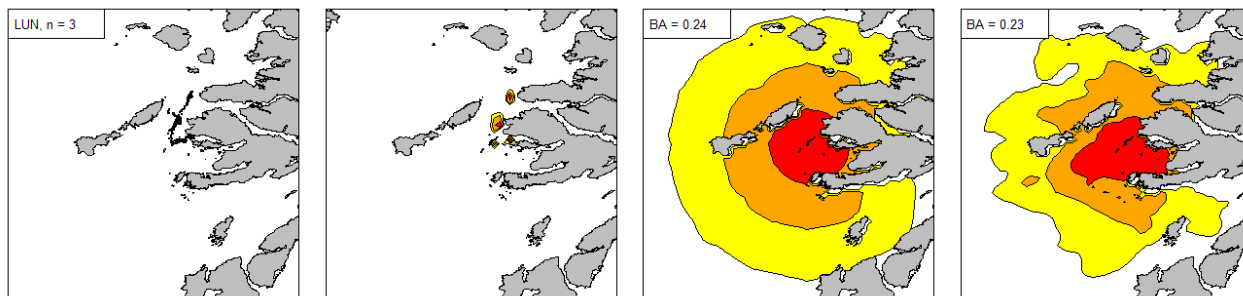 LUN, n = 3
BA = 0.24
BA = 0.23